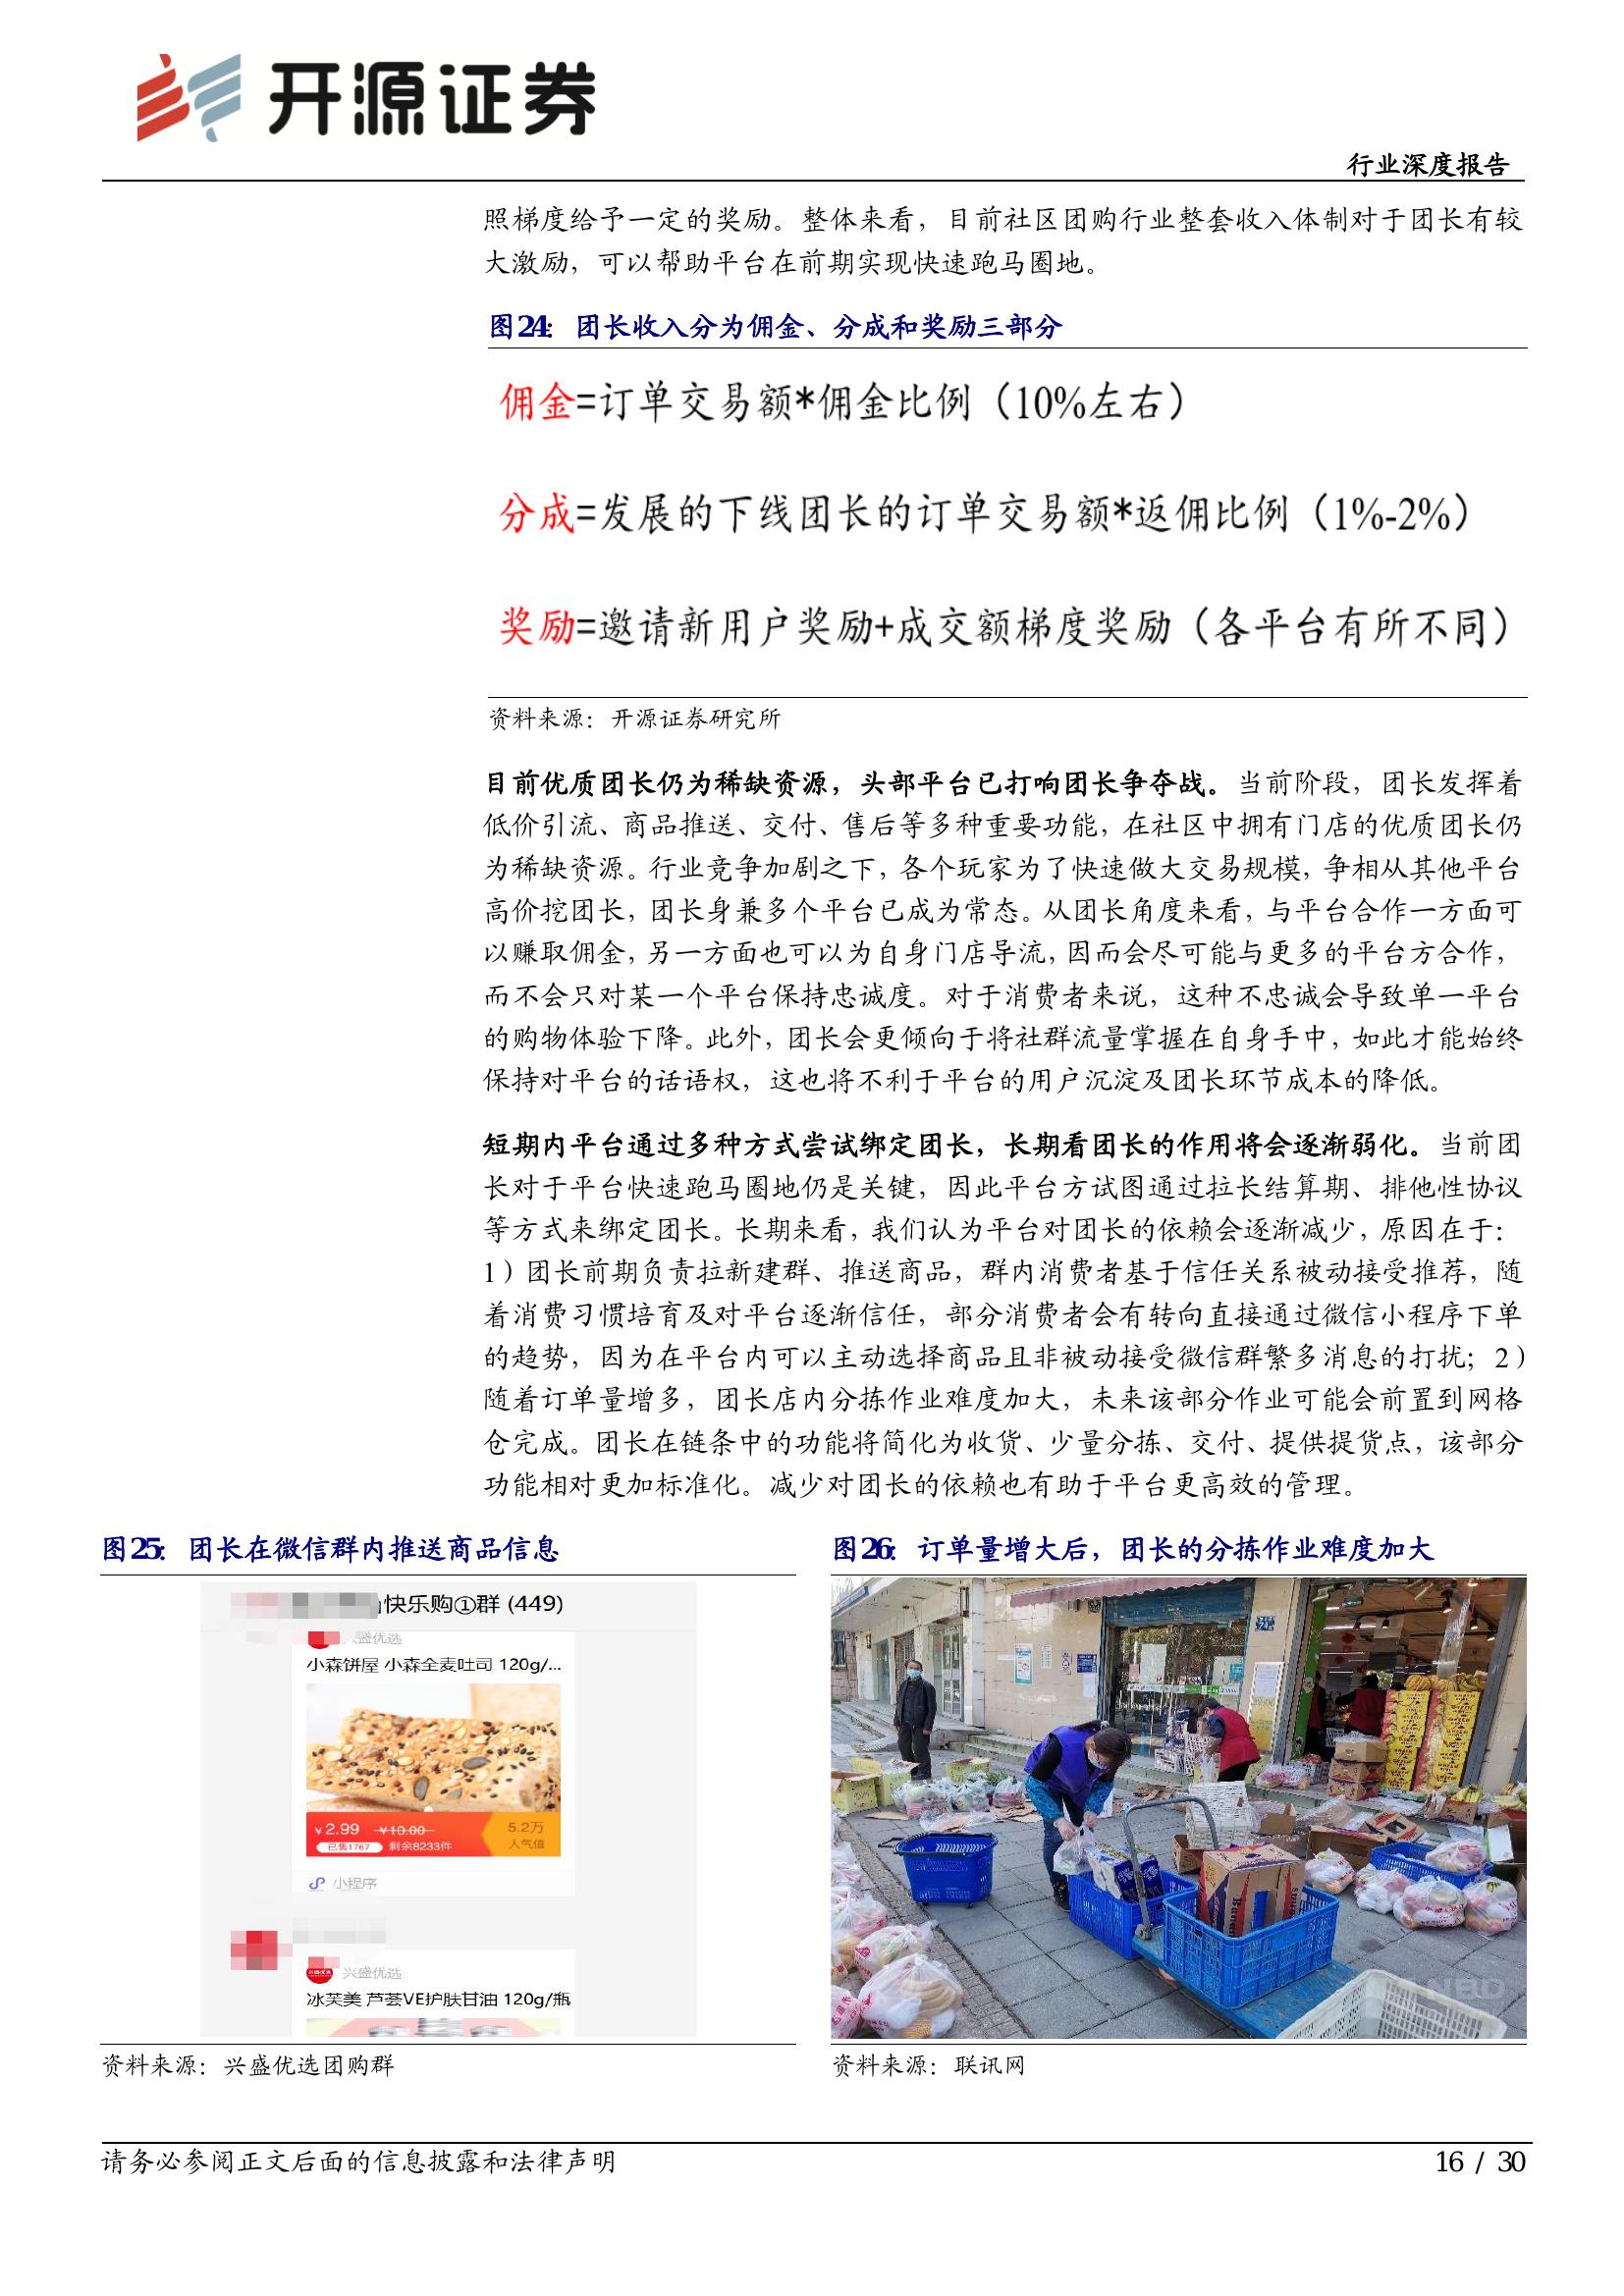 开源证券
行业深度报告
照梯度给予一定的奖励。整体来看，目前社区团购行业整套收入体制对于团长有较
大激励，可以帮助平台在前期实现快速跑马圈地。
图24：团长收入分为佣金、分成和奖励三部分
佣金=订单交易额*佣金比例（10%左右）
分成=发展的下线团长的订单交易额*返佣比例（1%-2%）
奖励=邀请新用户奖励+成交额梯度奖励（各平台有所不同）
资料来源：开源证券研究所
目前优质团长仍为稀缺资源，头部平台已打响团长争夺战。当前阶段，团长发挥着
低价引流、商品推送、交付、售后等多种重要功能，在社区中拥有门店的优质团长仍
为稀缺资源。行业竞争加剧之下，各个玩家为了快速做大交易规模，争相从其他平台
高价挖团长，团长身兼多个平台已成为常态。从团长角度来看，与平台合作一方面可
以赚取佣金，另一方面也可以为自身门店导流，因而会尽可能与更多的平台方合作，
而不会只对某一个平台保持忠诚度。对于消费者来说，这种不忠诚会导致单一平台
的购物体验下降。此外，团长会更倾向于将社群流量掌握在自身手中，如此才能始终
保持对平台的话语权，这也将不利于平台的用户沉淀及团长环节成本的降低。
短期内平台通过多种方式尝试绑定团长，长期看团长的作用将会逐渐弱化。当前团
长对于平台快速跑马圈地仍是关键，因此平台方试图通过拉长结算期、排他性协议
等方式来绑定团长。长期来看，我们认为平台对团长的依赖会逐渐减少，原因在于：
1）团长前期负责拉新建群、推送商品，群内消费者基于信任关系被动接受推荐，随
着消费习惯培育及对平台逐渐信任，部分消费者会有转向直接通过微信小程序下单
的趋势，因为在平台内可以主动选择商品且非被动接受微信群繁多消息的打扰；2）
随着订单量增多，团长店内分拣作业难度加大，未来该部分作业可能会前置到网格
仓完成。团长在链条中的功能将简化为收货、少量分拣、交付、提供提货点，该部分
功能相对更加标准化。减少对团长的依赖也有助于平台更高效的管理。
图25：团长在微信群内推送商品信息
快乐购①群 (449)
兴盛优选
小森饼屋 小森全麦吐司 120g/...
¥2.99 ¥10.00 5.2万
已售1767 剩余8233件 人气值
小程序
兴盛优选
冰芙美 芦荟VE护肤甘油 120g/瓶
资料来源：兴盛优选团购群
图26：订单量增大后，团长的分拣作业难度加大
资料来源：联讯网
请务必参阅正文后面的信息披露和法律声明
16 / 30